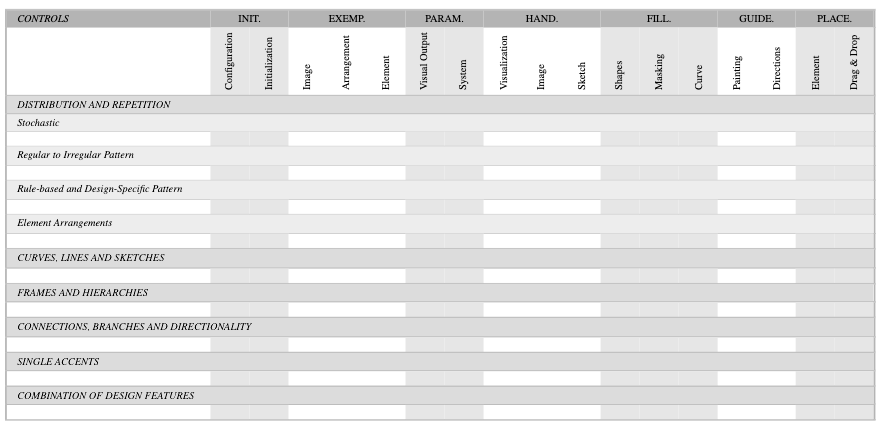 CONTROLS INIT. EXEMP. PARAM. HAND. FILL. GUIDE. PLACE.
Configuration Initialization Image Arrangement Element Visual Output System Visualization Image Sketch Shapes Masking Curve Painting Directions Element Drag & Drop
DISTRIBUTION AND REPETITION
Stochastic
Regular to Irregular Pattern
Rule-based and Design-Specific Pattern
Element Arrangements
CURVES, LINES AND SKETCHES
FRAMES AND HIERARCHIES
CONNECTIONS, BRANCHES AND DIRECTIONALITY
SINGLE ACCENTS
COMBINATION OF DESIGN FEATURES